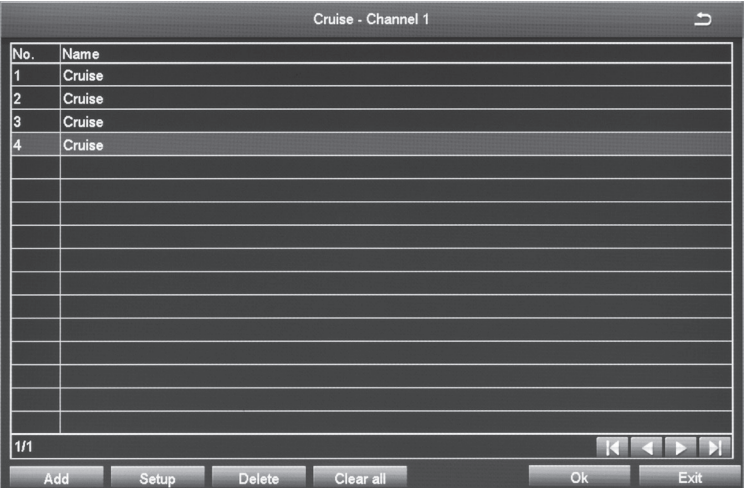 Cruise - Channel 1
No. Name
1 Cruise
2 Cruise
3 Cruise
4 Cruise
1/1
Add Setup Delete Clear all Ok Exit